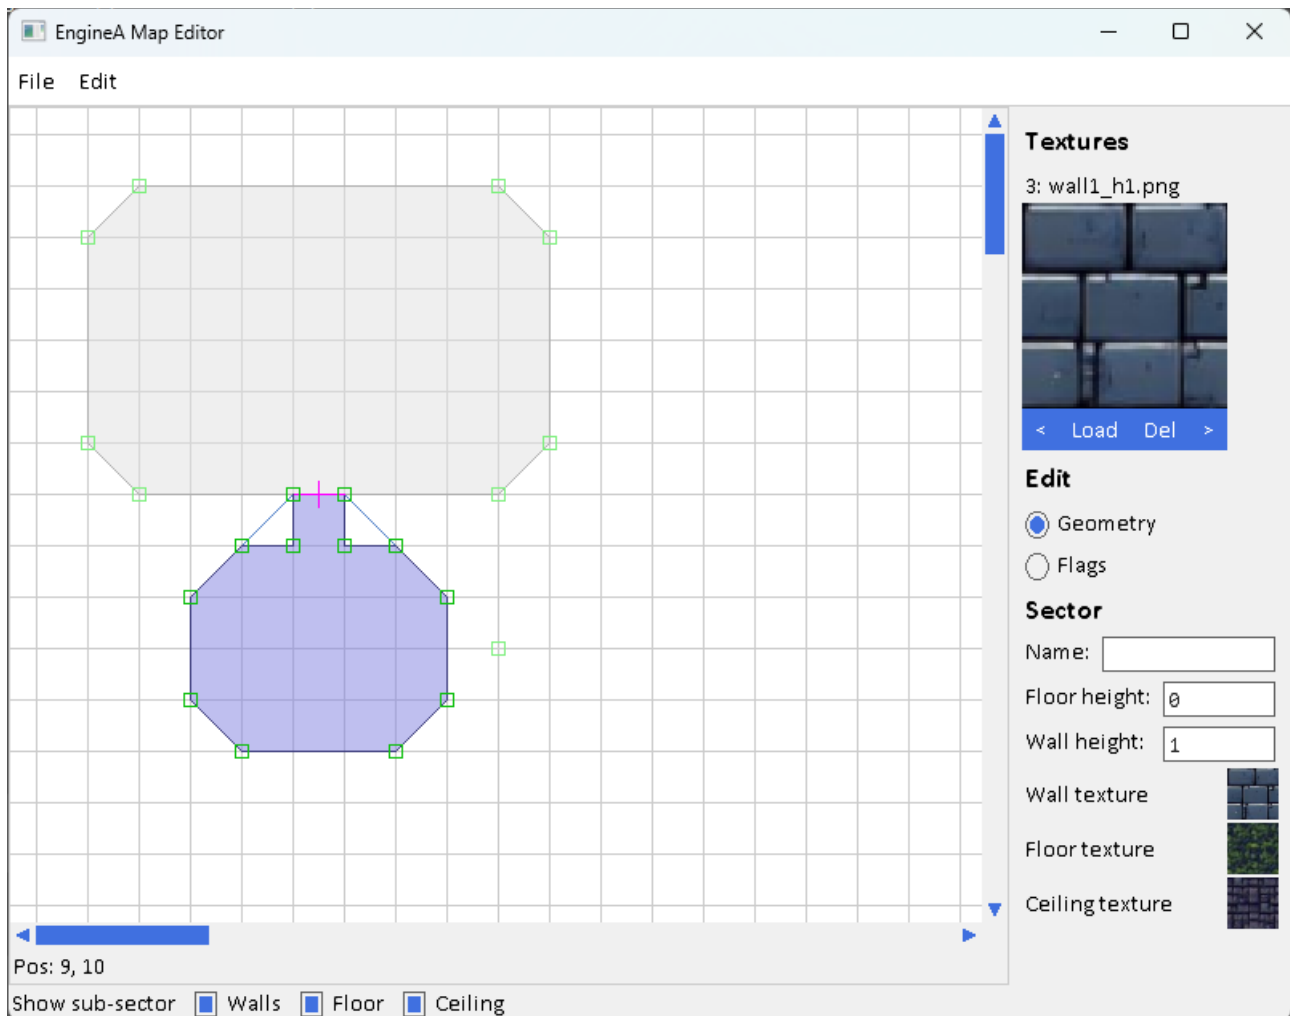 EngineA Map Editor
File Edit
Textures
3: wall1_h1.png
< Load Del >
Edit
Geometry
Flags
Sector
Name:
Floor height: 0
Wall height: 1
Wall texture
Floor texture
Ceiling texture
Pos: 9, 10
Show sub-sector Walls Floor Ceiling